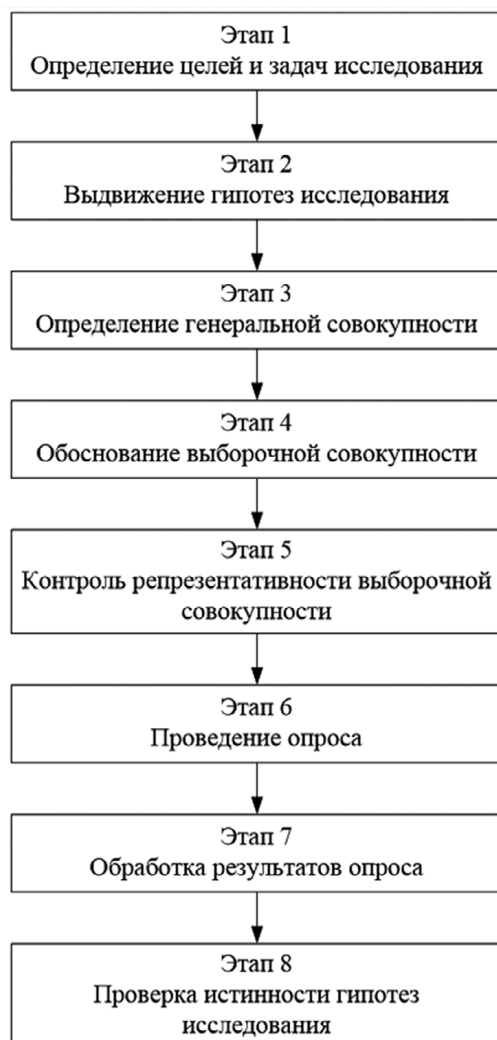 Этап 1
Определение целей и задач исследования
Этап 2
Выдвижение гипотез исследования
Этап 3
Определение генеральной совокупности
Этап 4
Обоснование выборочной совокупности
Этап 5
Контроль репрезентативности выборочной
совокупности
Этап 6
Проведение опроса
Этап 7
Обработка результатов опроса
Этап 8
Проверка истинности гипотез
исследования